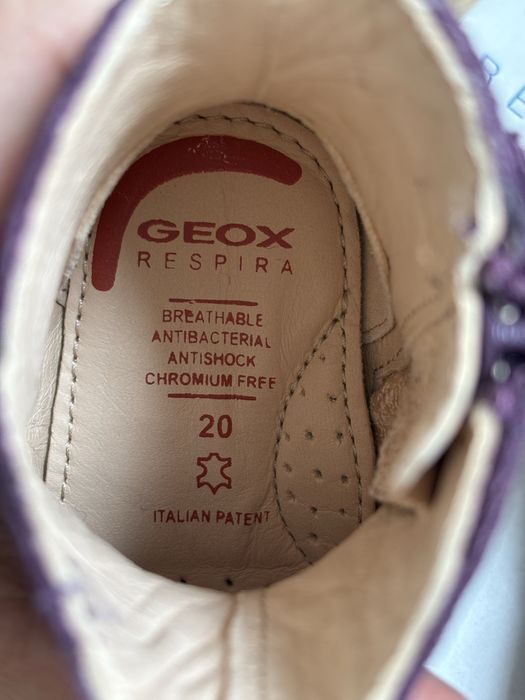 GEOX
RESPIRA
BREATHABLE
ANTIBACTERIAL
ANTISHOCK
CHROMIUM FREE
20
ITALIAN PATENT